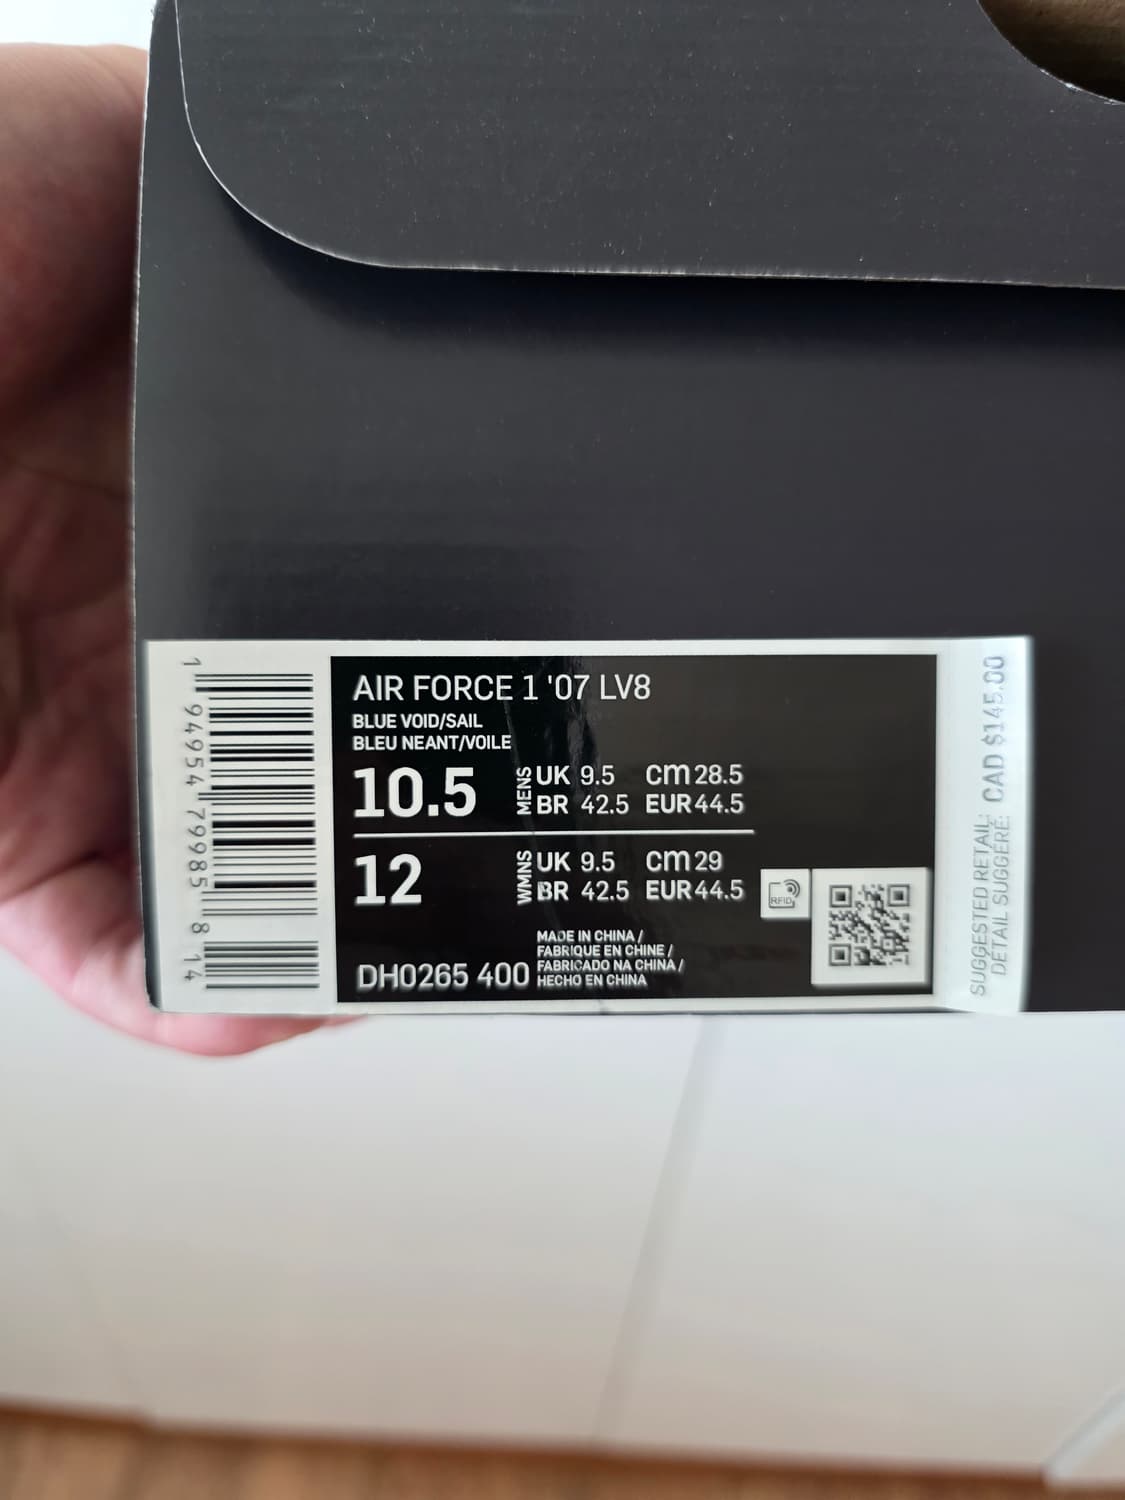 AIR FORCE 1 '07 LV8
BLUE VOID/SAIL
BLEU NEANT/VOILE
10.5 MENS UK 9.5 cm 28.5
BR 42.5 EUR 44.5
12 WMNS UK 9.5 cm 29
BR 42.5 EUR 44.5
MADE IN CHINA /
FABRIQUE EN CHINE /
FABRICADO NA CHINA /
HECHO EN CHINA
DH0265 400
RFID
1 94954 79985 8 14
SUGGESTED RETAIL:
DETAIL SUGGÉRÉ: CAD $145.00